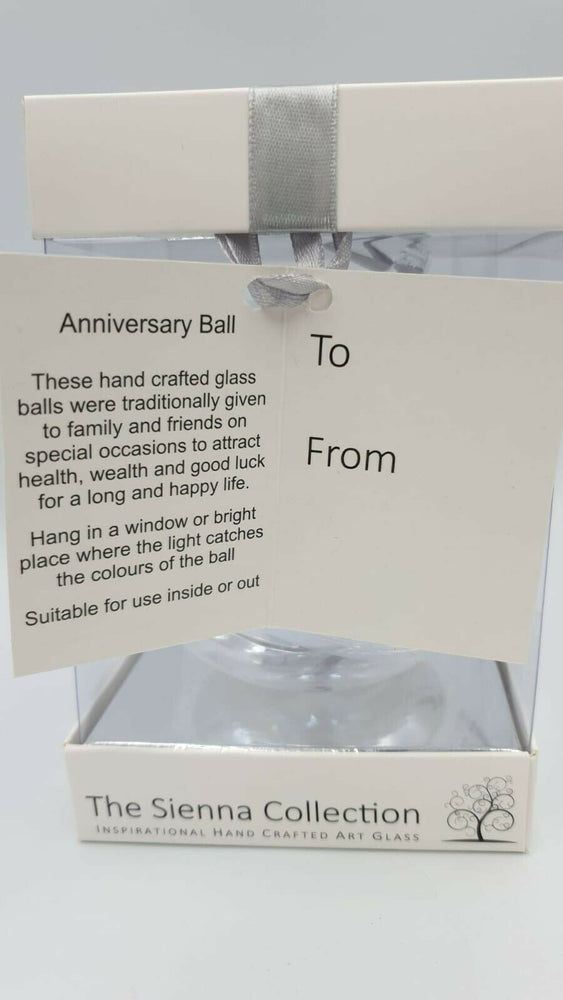 Anniversary Ball
These hand crafted glass
balls were traditionally given
to family and friends on
special occasions to attract
health, wealth and good luck
for a long and happy life.
Hang in a window or bright
place where the light catches
the colours of the ball
Suitable for use inside or out
To
From
The Sienna Collection
INSPIRATIONAL HAND CRAFTED ART GLASS